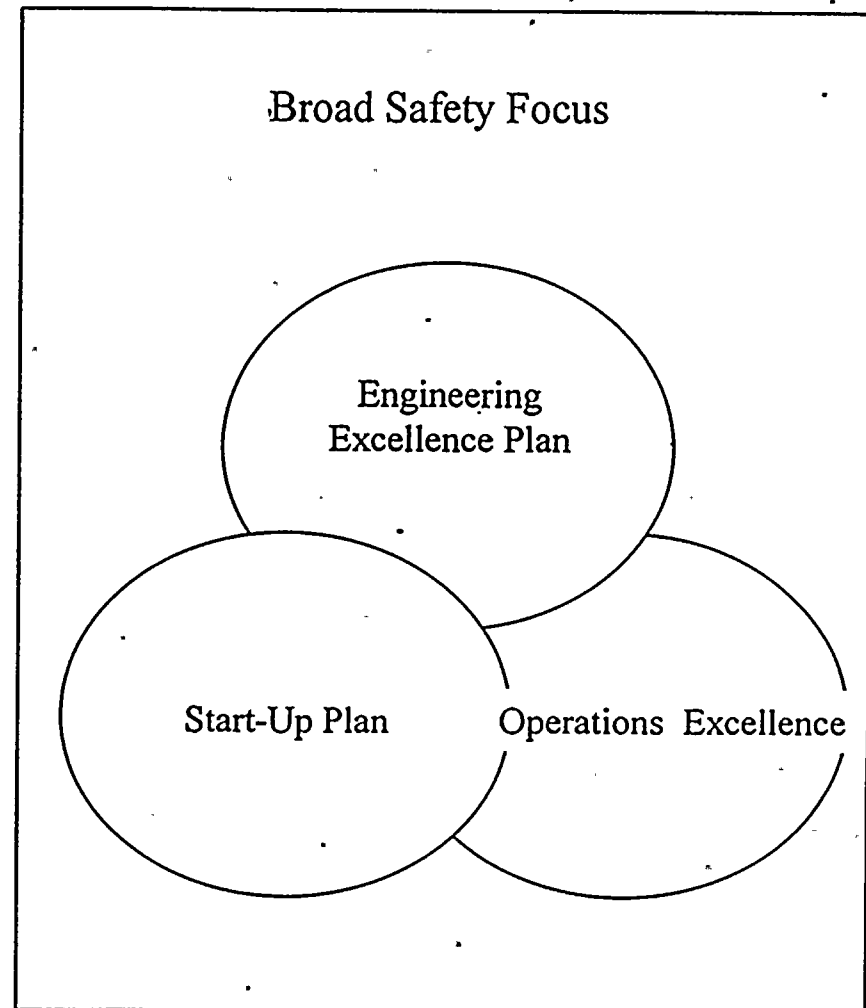 Broad Safety Focus
Engineering
Excellence Plan
Start-Up Plan
Operations Excellence